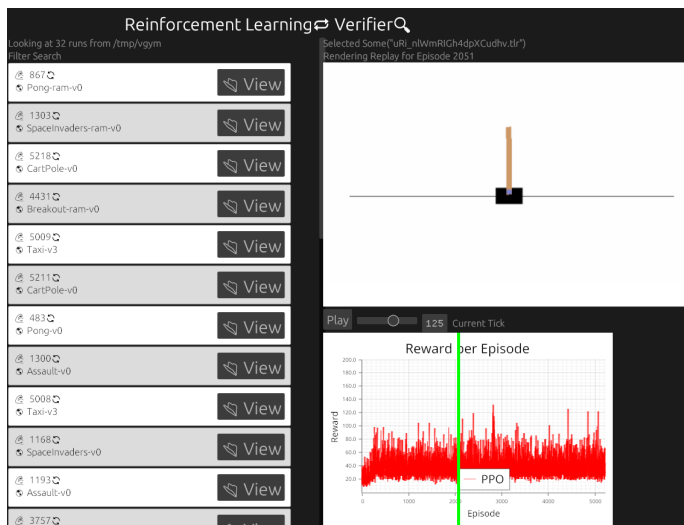 Reinforcement Learning Verifier
Looking at 32 runs from /tmp/vgym
Filter Search
867
Pong-ram-v0
View
1303
SpaceInvaders-ram-v0
View
5218
CartPole-v0
View
4431
Breakout-ram-v0
View
5009
Taxi-v3
View
5211
CartPole-v0
View
483
Pong-v0
View
1300
Assault-v0
View
5008
Taxi-v3
View
1168
SpaceInvaders-v0
View
1193
Assault-v0
View
3757
Selected Some("uRi_nlWmRIGh4dpXCudhv.tlr")
Rendering Replay for Episode 2051
Play 125 Current Tick
Reward per Episode
200.0
180.0
160.0
140.0
120.0
100.0
80.0
60.0
40.0
20.0
Reward
PPO
0 1000 2000 3000 4000 5000
Episode